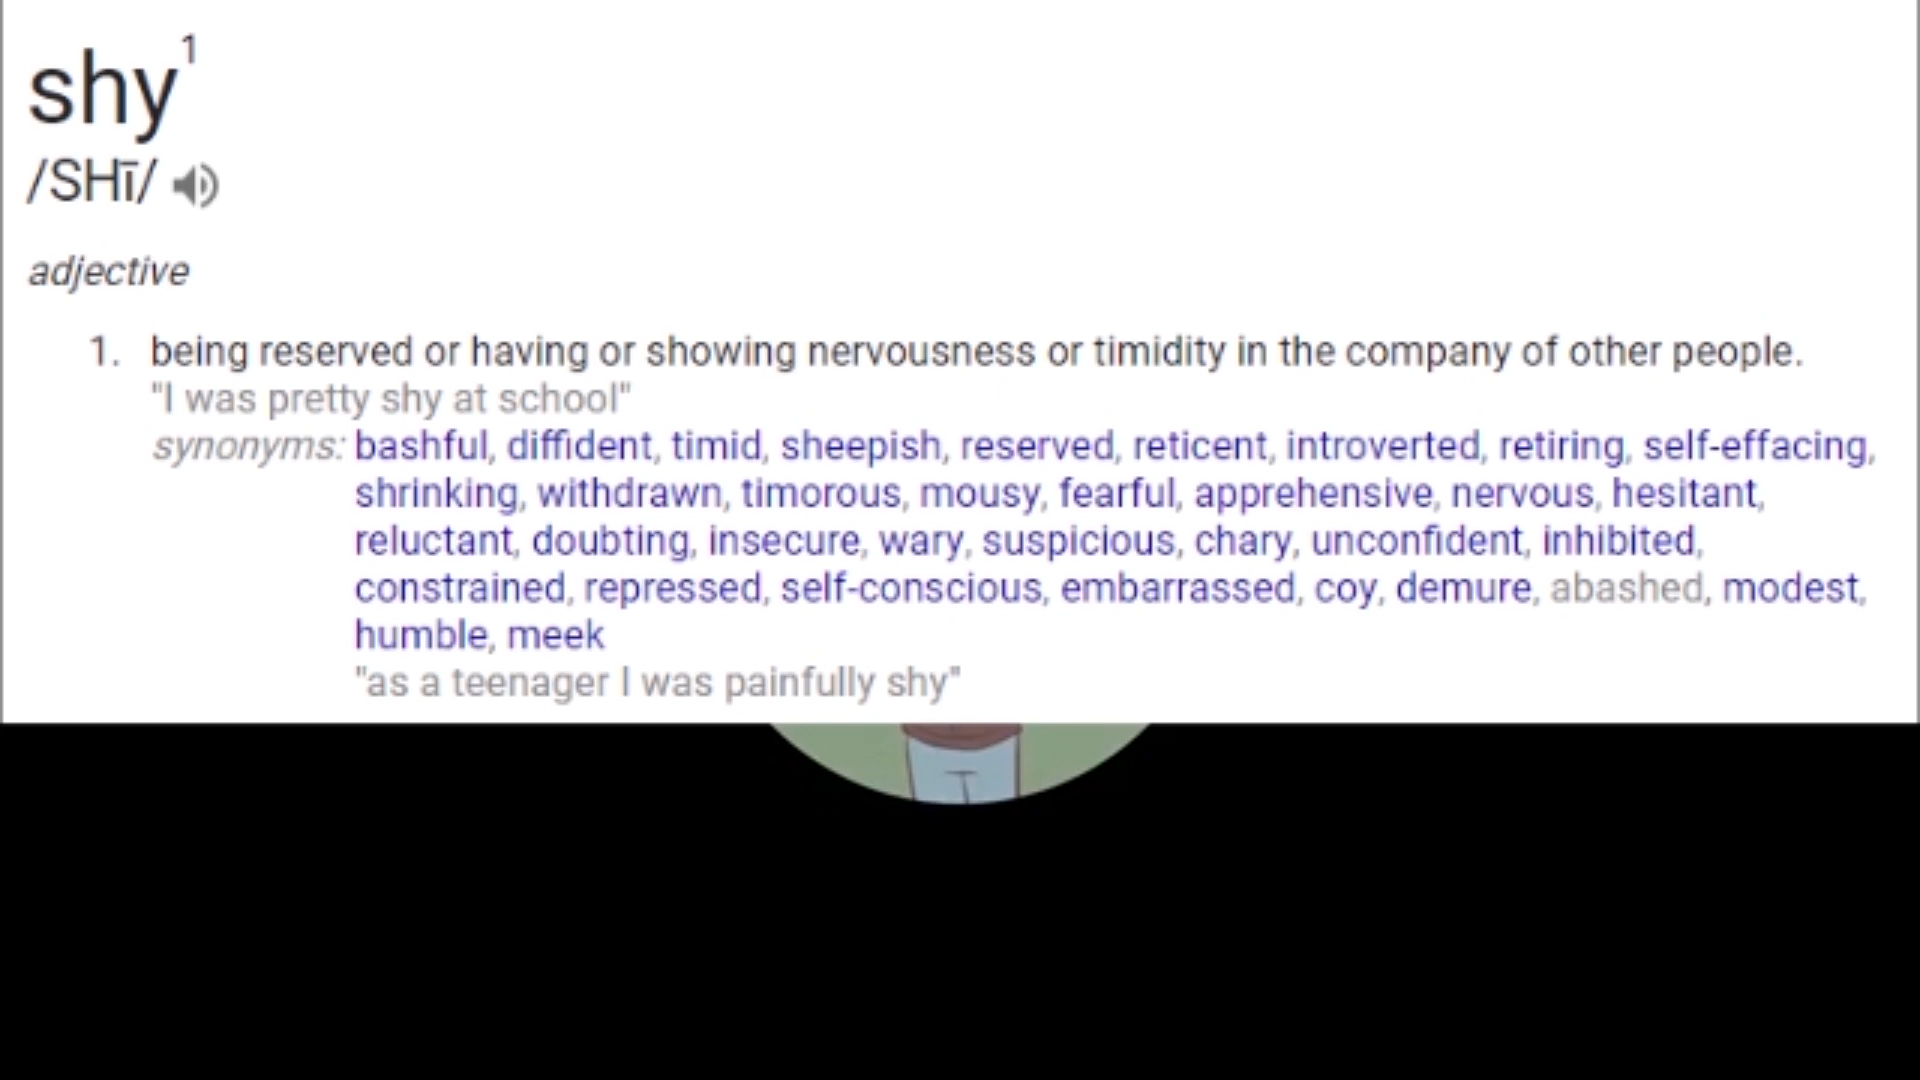 shy¹
/SHī/
adjective
1. being reserved or having or showing nervousness or timidity in the company of other people.
"I was pretty shy at school"
synonyms: bashful, diffident, timid, sheepish, reserved, reticent, introverted, retiring, self-effacing,
shrinking, withdrawn, timorous, mousy, fearful, apprehensive, nervous, hesitant,
reluctant, doubting, insecure, wary, suspicious, chary, unconfident, inhibited,
constrained, repressed, self-conscious, embarrassed, coy, demure, abashed, modest,
humble, meek
"as a teenager I was painfully shy"